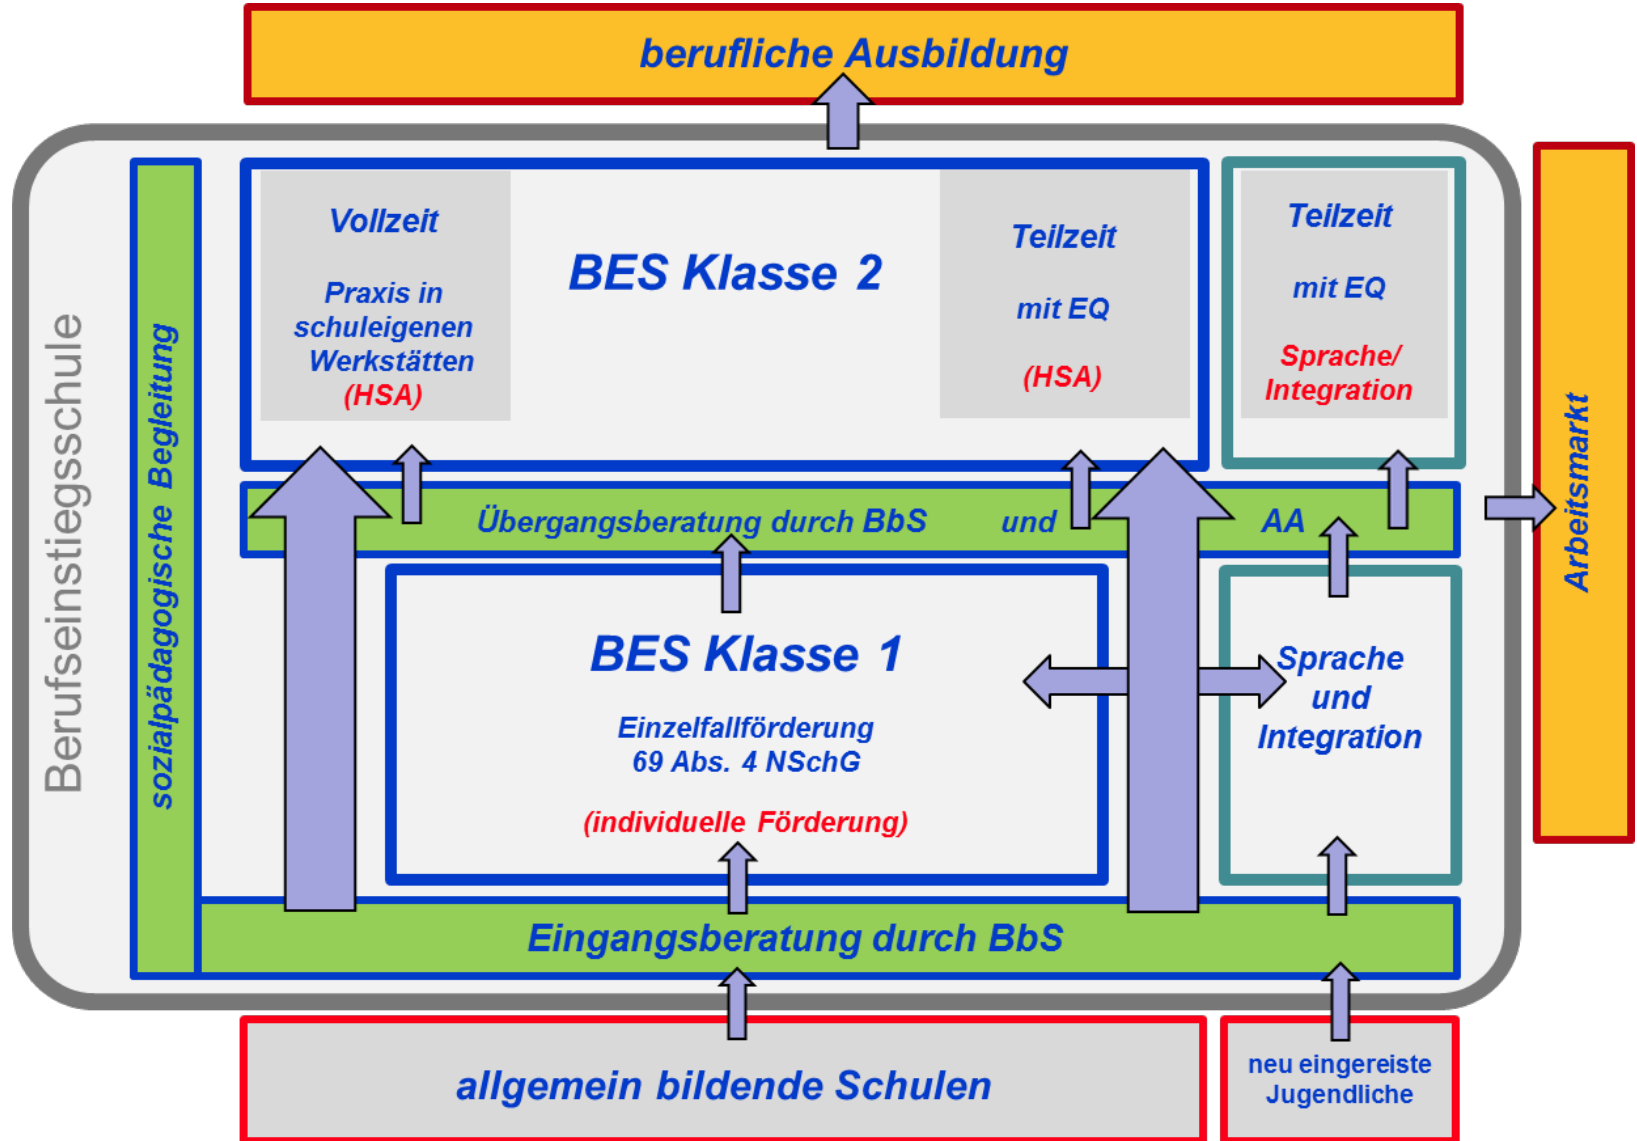 berufliche Ausbildung
Berufseinstiegsschule
sozialpädagogische Begleitung
Vollzeit
Praxis in
schuleigenen
Werkstätten
(HSA)
BES Klasse 2
Teilzeit
mit EQ
(HSA)
Teilzeit
mit EQ
Sprache/
Integration
Arbeitsmarkt
Übergangsberatung durch BbS und AA
BES Klasse 1
Einzelfallförderung
69 Abs. 4 NSchG
(individuelle Förderung)
Sprache
und
Integration
Eingangsberatung durch BbS
allgemein bildende Schulen
neu eingereiste
Jugendliche